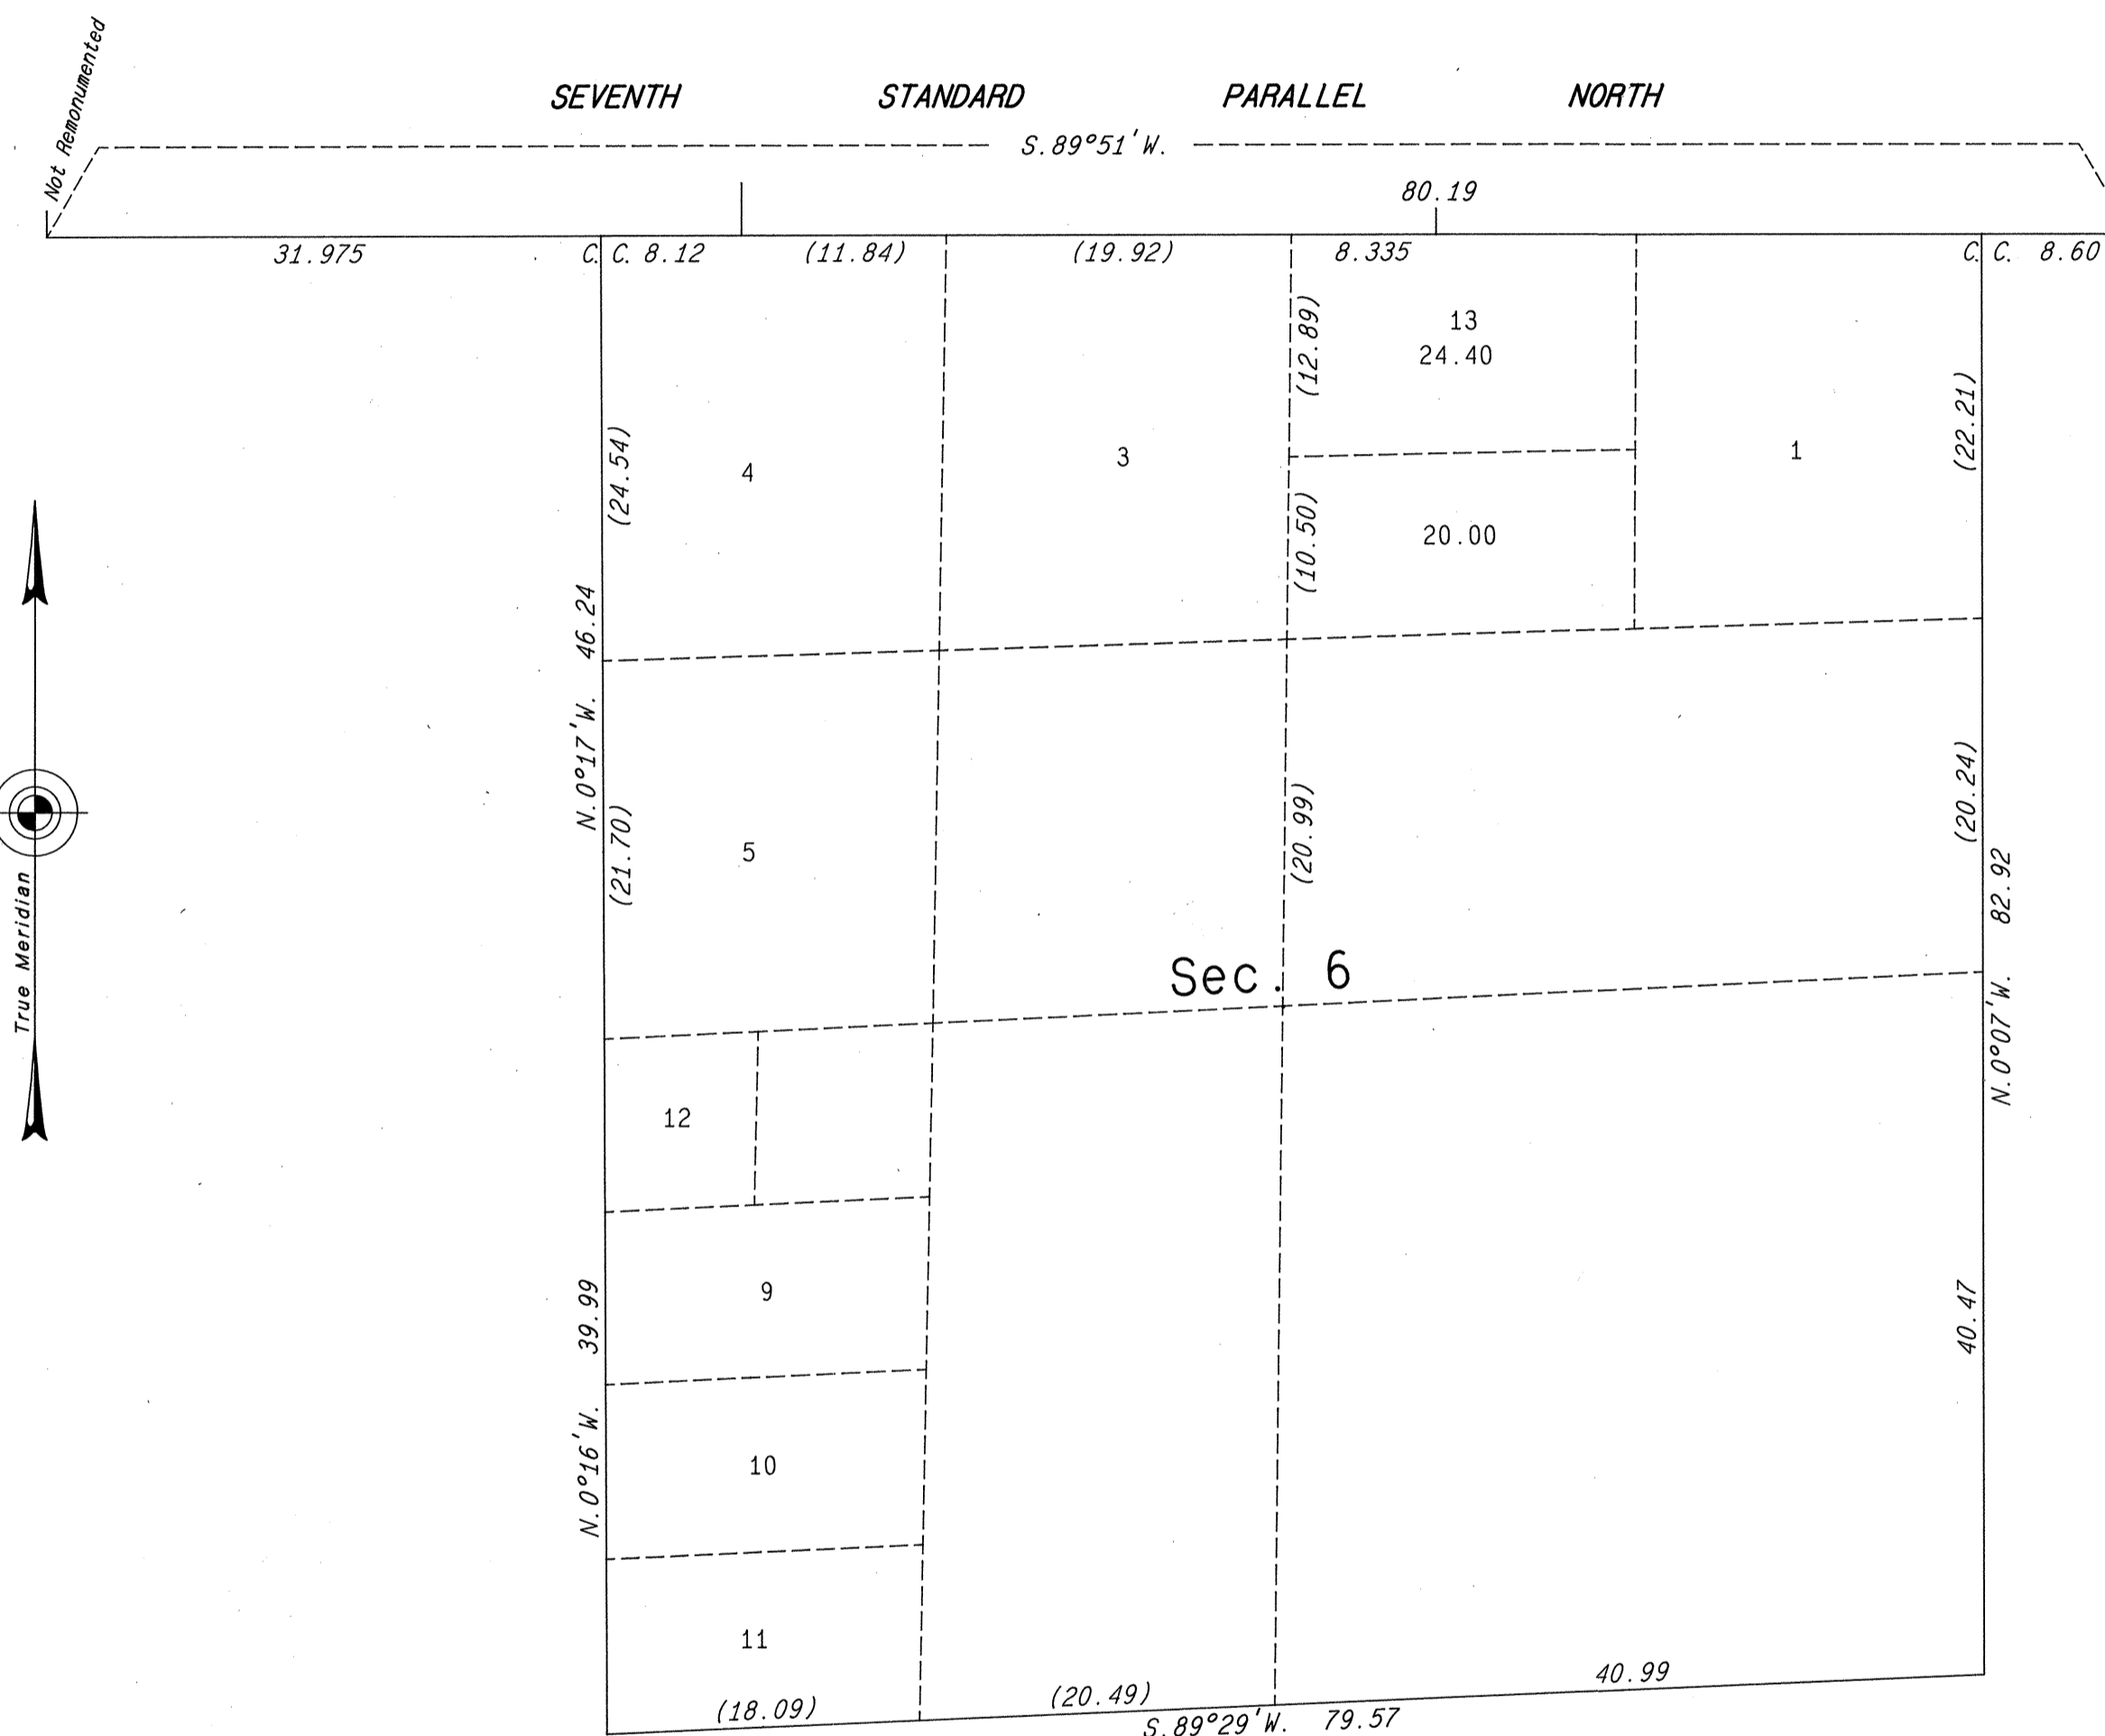 Not Remonumented
SEVENTH STANDARD PARALLEL NORTH
S.89°51'W.
80.19
31.975 C. C. 8.12 (11.84) (19.92) 8.335 C. C. 8.60
(12.89)
13
24.40
(22.21)
(24.54)
4
3
1
(10.50)
20.00
N.0°17'W. 46.24
(21.70)
5
(20.99)
(20.24)
N.0°07'W. 82.92
True Meridian
Sec. 6
12
9
N.0°16'W. 39.99
40.47
10
11
40.99
(18.09) (20.49)
S.89°29'W. 79.57